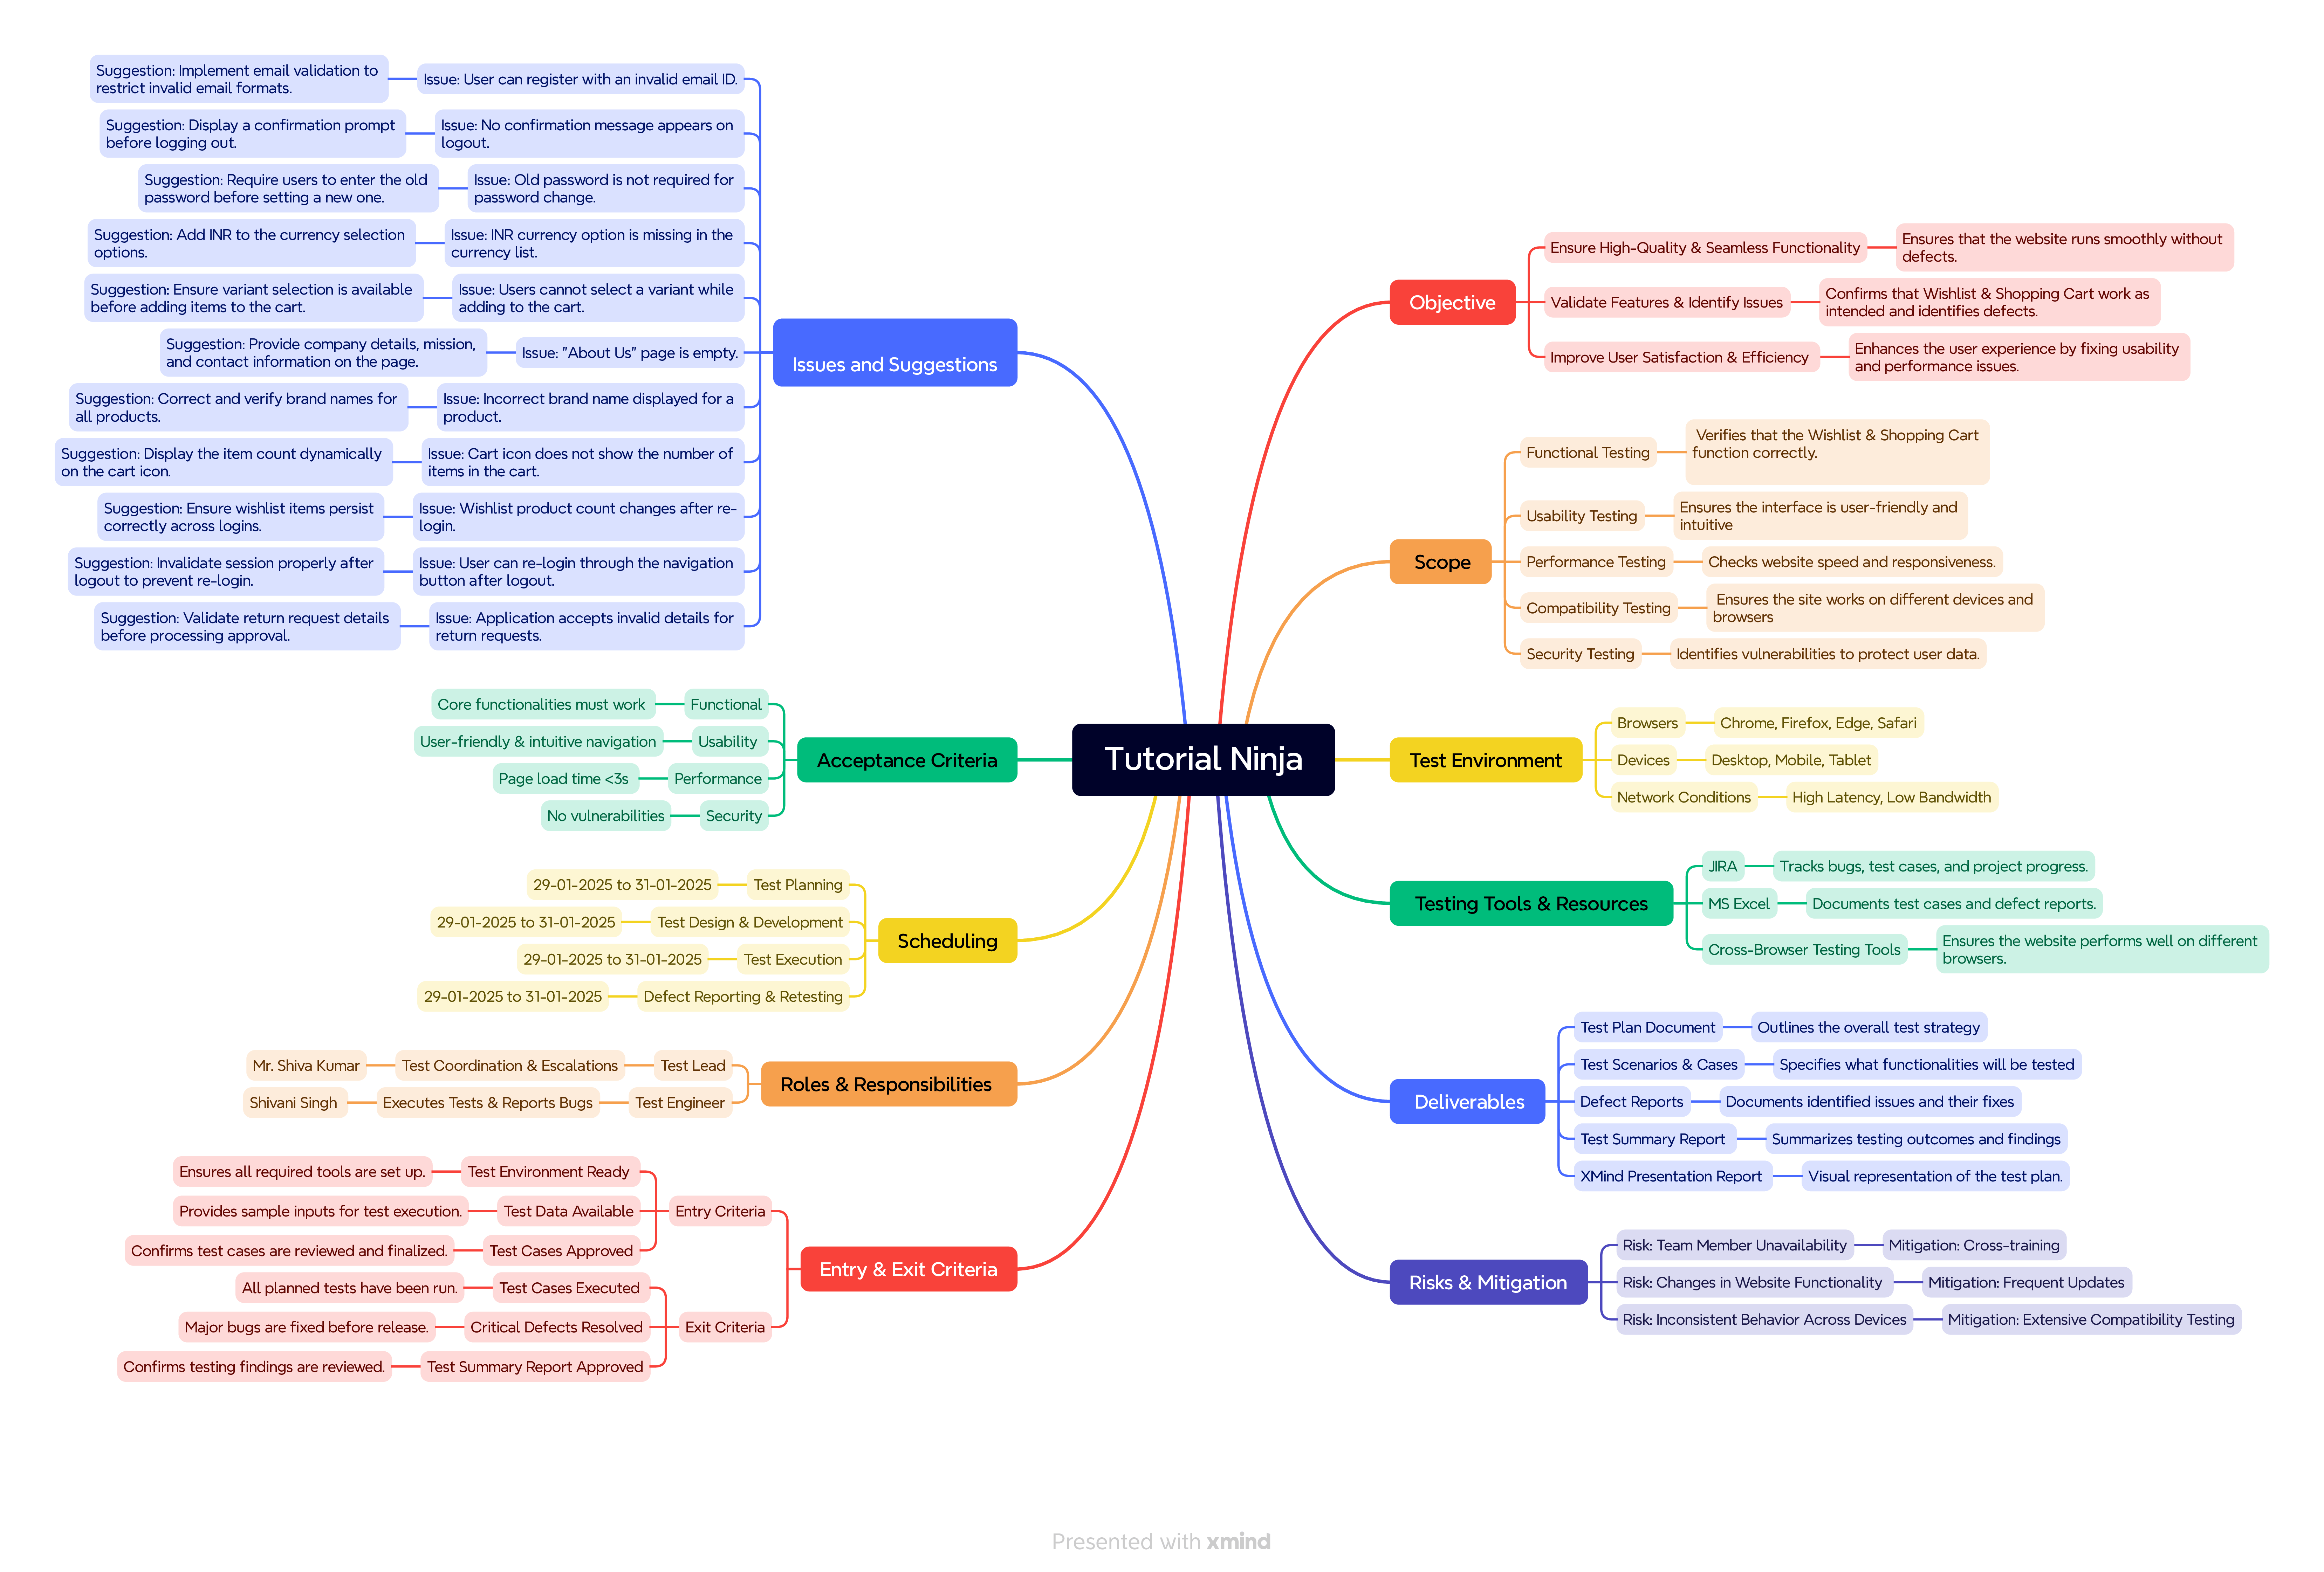 Tutorial Ninja
Objective
Ensure High-Quality & Seamless Functionality
Ensures that the website runs smoothly without
defects.
Validate Features & Identify Issues
Confirms that Wishlist & Shopping Cart work as
intended and identifies defects.
Improve User Satisfaction & Efficiency
Enhances the user experience by fixing usability
and performance issues.
Scope
Functional Testing
Verifies that the Wishlist & Shopping Cart
function correctly.
Usability Testing
Ensures the interface is user-friendly and
intuitive
Performance Testing
Checks website speed and responsiveness.
Compatibility Testing
Ensures the site works on different devices and
browsers
Security Testing
Identifies vulnerabilities to protect user data.
Test Environment
Browsers
Chrome, Firefox, Edge, Safari
Devices
Desktop, Mobile, Tablet
Network Conditions
High Latency, Low Bandwidth
Testing Tools & Resources
JIRA
Tracks bugs, test cases, and project progress.
MS Excel
Documents test cases and defect reports.
Cross-Browser Testing Tools
Ensures the website performs well on different
browsers.
Deliverables
Test Plan Document
Outlines the overall test strategy
Test Scenarios & Cases
Specifies what functionalities will be tested
Defect Reports
Documents identified issues and their fixes
Test Summary Report
Summarizes testing outcomes and findings
XMind Presentation Report
Visual representation of the test plan.
Risks & Mitigation
Risk: Team Member Unavailability
Mitigation: Cross-training
Risk: Changes in Website Functionality
Mitigation: Frequent Updates
Risk: Inconsistent Behavior Across Devices
Mitigation: Extensive Compatibility Testing
Issues and Suggestions
Issue: User can register with an invalid email ID.
Suggestion: Implement email validation to
restrict invalid email formats.
Issue: No confirmation message appears on
logout.
Suggestion: Display a confirmation prompt
before logging out.
Issue: Old password is not required for
password change.
Suggestion: Require users to enter the old
password before setting a new one.
Issue: INR currency option is missing in the
currency list.
Suggestion: Add INR to the currency selection
options.
Issue: Users cannot select a variant while
adding to the cart.
Suggestion: Ensure variant selection is available
before adding items to the cart.
Issue: "About Us" page is empty.
Suggestion: Provide company details, mission,
and contact information on the page.
Issue: Incorrect brand name displayed for a
product.
Suggestion: Correct and verify brand names for
all products.
Issue: Cart icon does not show the number of
items in the cart.
Suggestion: Display the item count dynamically
on the cart icon.
Issue: Wishlist product count changes after re-
login.
Suggestion: Ensure wishlist items persist
correctly across logins.
Issue: User can re-login through the navigation
button after logout.
Suggestion: Invalidate session properly after
logout to prevent re-login.
Issue: Application accepts invalid details for
return requests.
Suggestion: Validate return request details
before processing approval.
Acceptance Criteria
Functional
Core functionalities must work
Usability
User-friendly & intuitive navigation
Performance
Page load time <3s
Security
No vulnerabilities
Scheduling
Test Planning
29-01-2025 to 31-01-2025
Test Design & Development
29-01-2025 to 31-01-2025
Test Execution
29-01-2025 to 31-01-2025
Defect Reporting & Retesting
29-01-2025 to 31-01-2025
Roles & Responsibilities
Test Lead
Test Coordination & Escalations
Mr. Shiva Kumar
Test Engineer
Executes Tests & Reports Bugs
Shivani Singh
Entry & Exit Criteria
Entry Criteria
Test Environment Ready
Ensures all required tools are set up.
Test Data Available
Provides sample inputs for test execution.
Test Cases Approved
Confirms test cases are reviewed and finalized.
Exit Criteria
Test Cases Executed
All planned tests have been run.
Critical Defects Resolved
Major bugs are fixed before release.
Test Summary Report Approved
Confirms testing findings are reviewed.
Presented with xmind